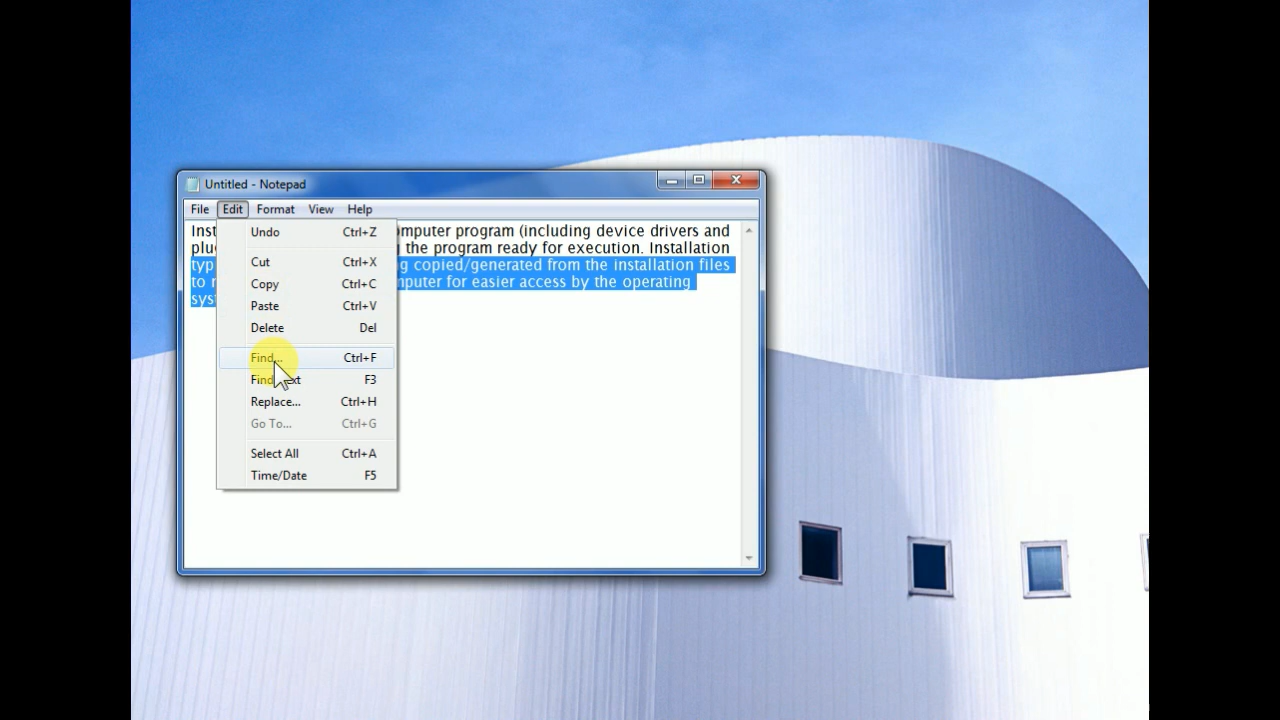 Untitled - Notepad
File Edit Format View Help
Inst mputer program (including device drivers and
plu g the program ready for execution. Installation
typ g copied/generated from the installation files
to mputer for easier access by the operating
sys
Undo Ctrl+Z
Cut Ctrl+X
Copy Ctrl+C
Paste Ctrl+V
Delete Del
Find... Ctrl+F
Find ext F3
Replace... Ctrl+H
Go To... Ctrl+G
Select All Ctrl+A
Time/Date F5